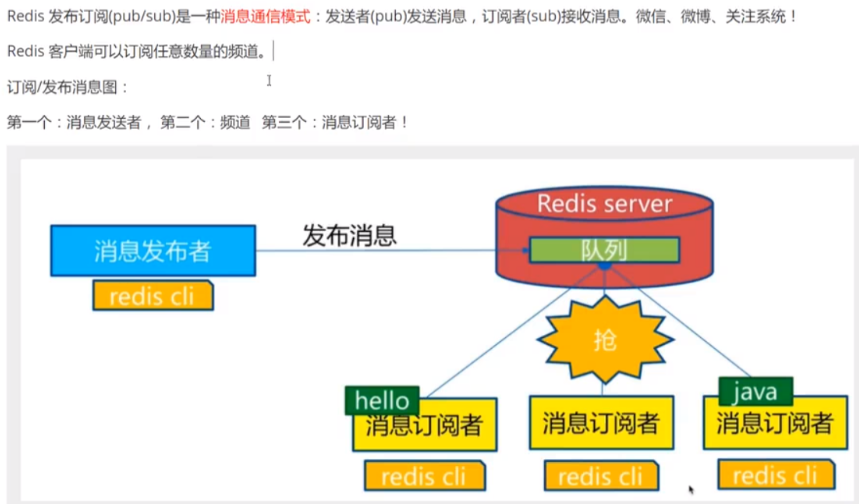 Redis 发布订阅(pub/sub)是一种消息通信模式：发送者(pub)发送消息，订阅者(sub)接收消息。微信、微博、关注系统！
Redis 客户端可以订阅任意数量的频道。
订阅/发布消息图：
第一个：消息发送者， 第二个：频道 第三个：消息订阅者！
Redis server
发布消息
队列
消息发布者
redis cli
抢
hello
java
消息订阅者
消息订阅者
消息订阅者
redis cli
redis cli
redis cli